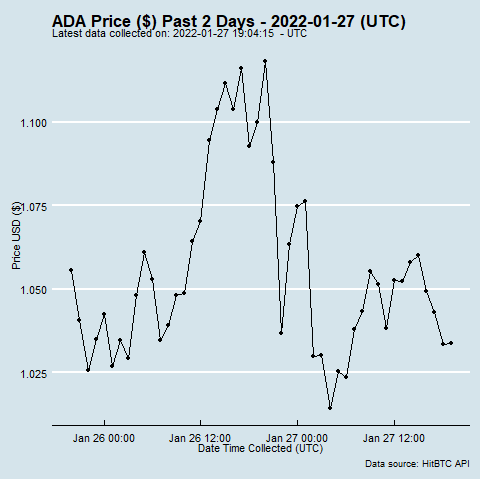 ADA Price ($) Past 2 Days - 2022-01-27 (UTC)
Latest data collected on: 2022-01-27 19:04:15 - UTC
1.100
1.075
1.050
1.025
Price USD ($)
Jan 26 00:00 Jan 26 12:00 Jan 27 00:00 Jan 27 12:00
Date Time Collected (UTC)
Data source: HitBTC API